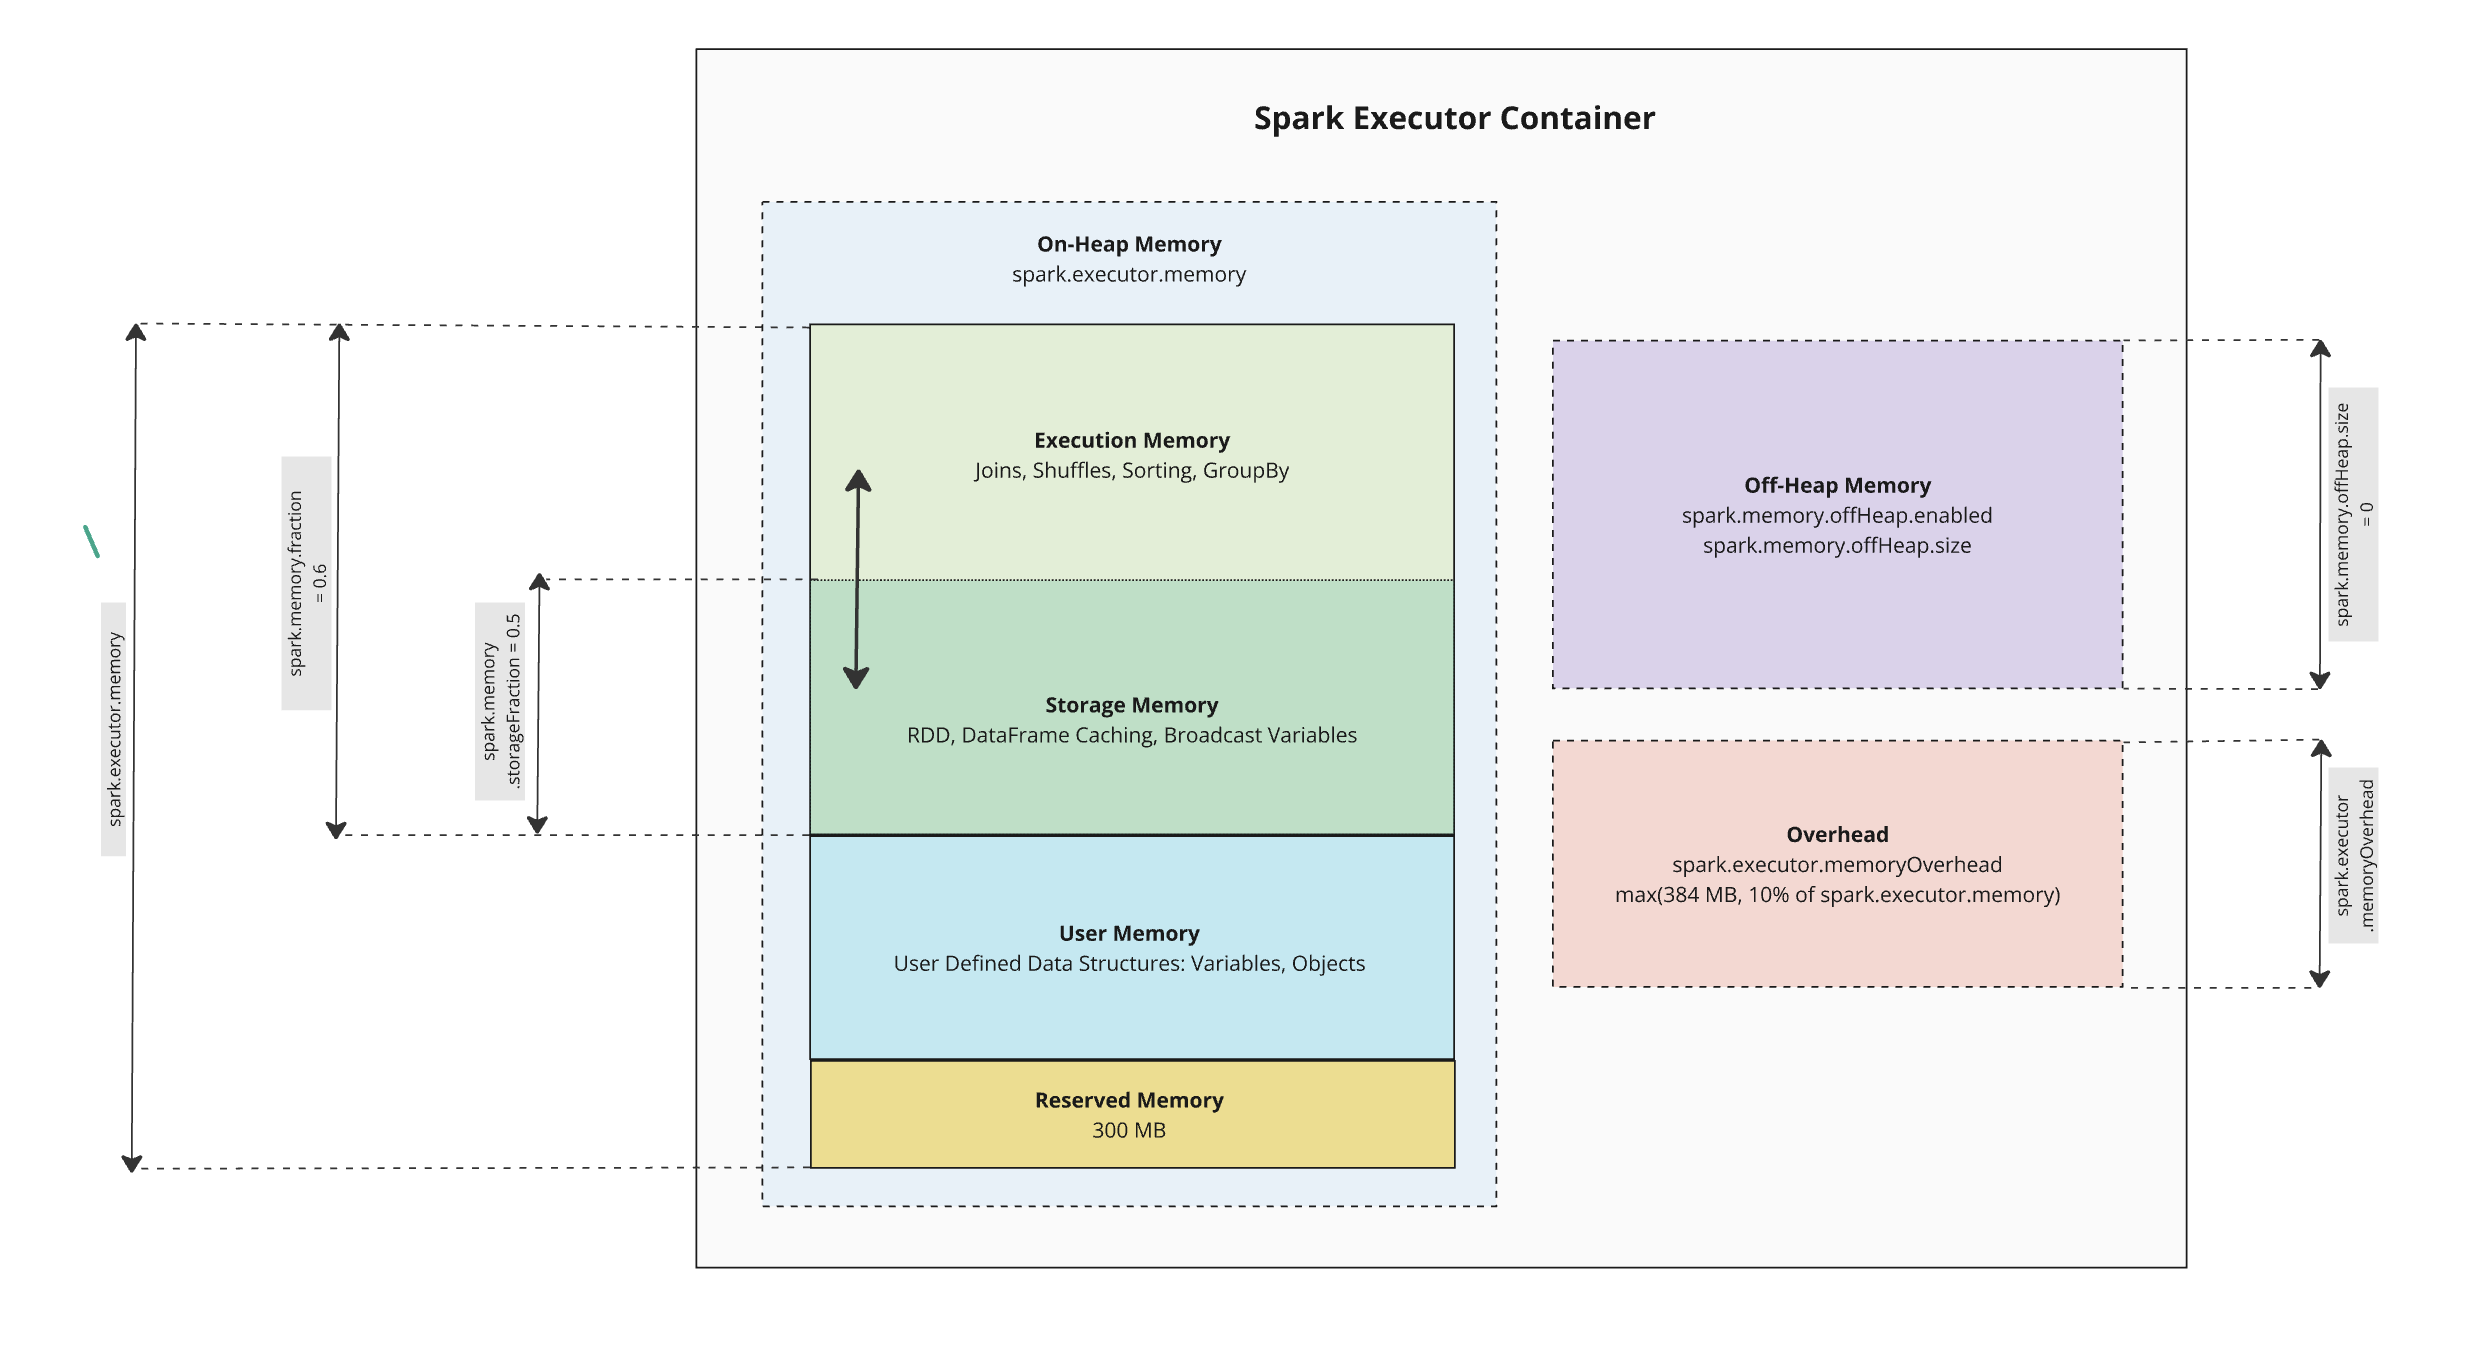 Spark Executor Container
On-Heap Memory
spark.executor.memory
Execution Memory
Joins, Shuffles, Sorting, GroupBy
Storage Memory
RDD, DataFrame Caching, Broadcast Variables
User Memory
User Defined Data Structures: Variables, Objects
Reserved Memory
300 MB
Off-Heap Memory
spark.memory.offHeap.enabled
spark.memory.offHeap.size
Overhead
spark.executor.memoryOverhead
max(384 MB, 10% of spark.executor.memory)
spark.executor.memory
spark.memory.fraction
= 0.6
spark.memory
.storageFraction = 0.5
spark.memory.offHeap.size
= 0
spark.executor
.memoryOverhead